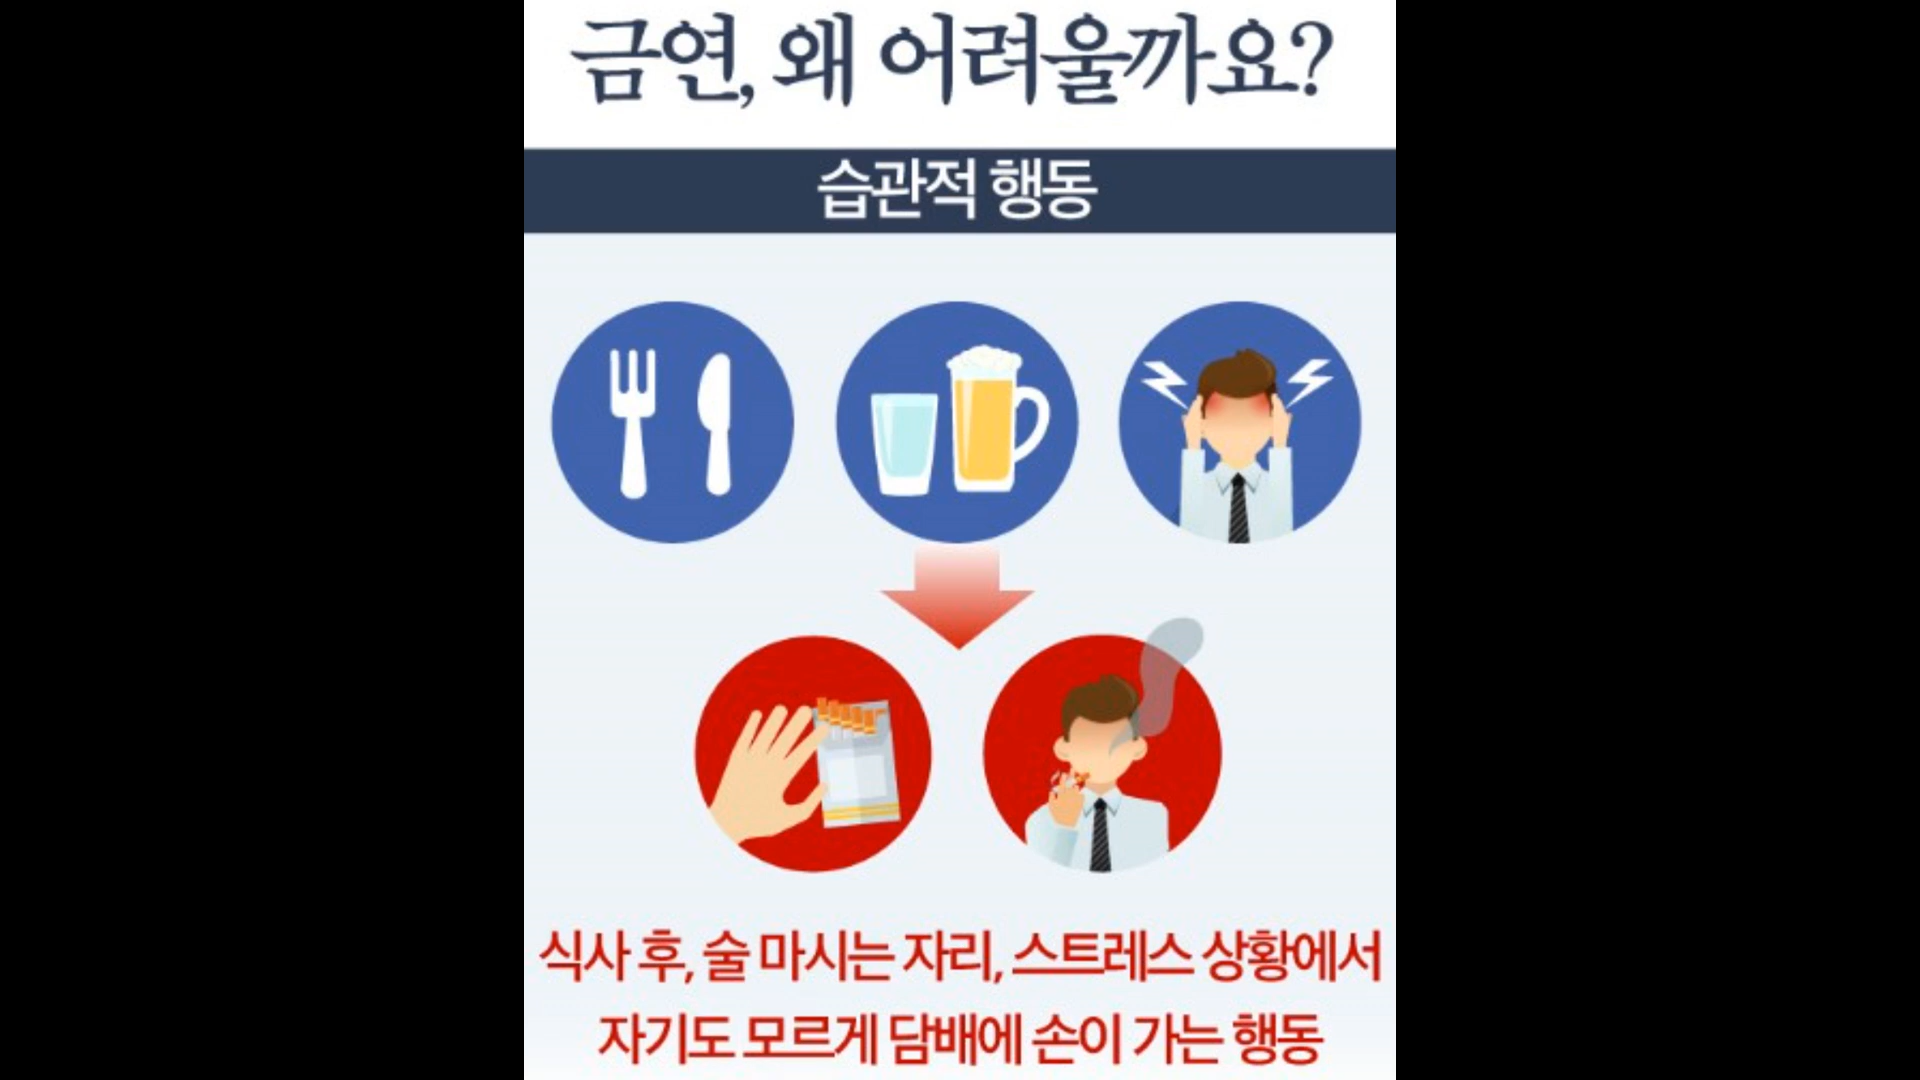 금연, 왜 어려울까요?
습관적 행동
식사 후, 술 마시는 자리, 스트레스 상황에서
자기도 모르게 담배에 손이 가는 행동